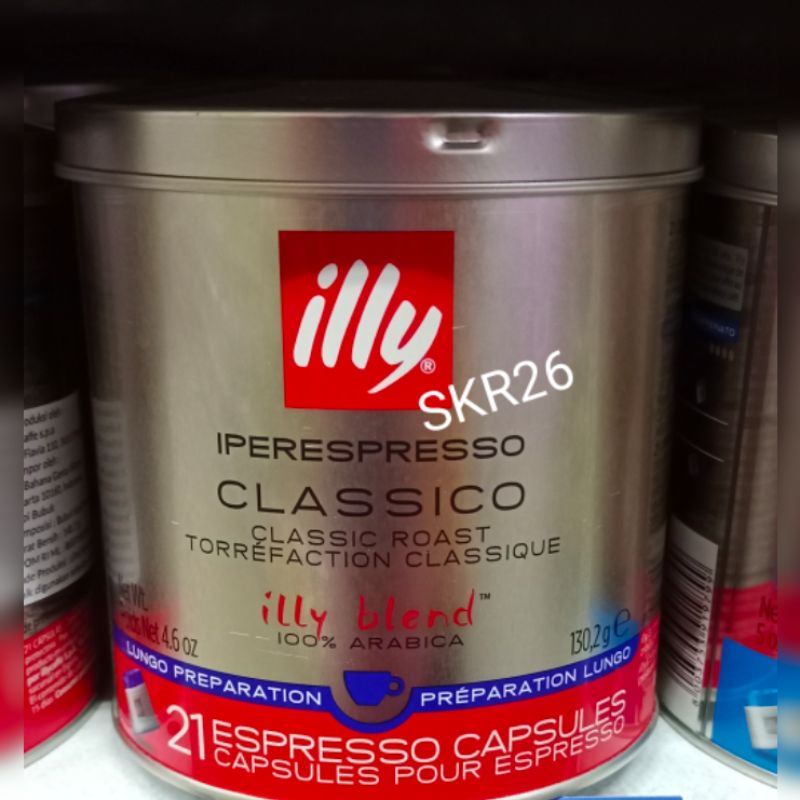 illy®
SKR26
IPERESPRESSO
CLASSICO
CLASSIC ROAST
TORRÉFACTION CLASSIQUE
illy blend™
100% ARABICA
Net Wt.
Poids Net 4.6 oz
130,2g e
LUNGO PREPARATION
PRÉPARATION LUNGO
21 ESPRESSO CAPSULES
CAPSULES POUR ESPRESSO